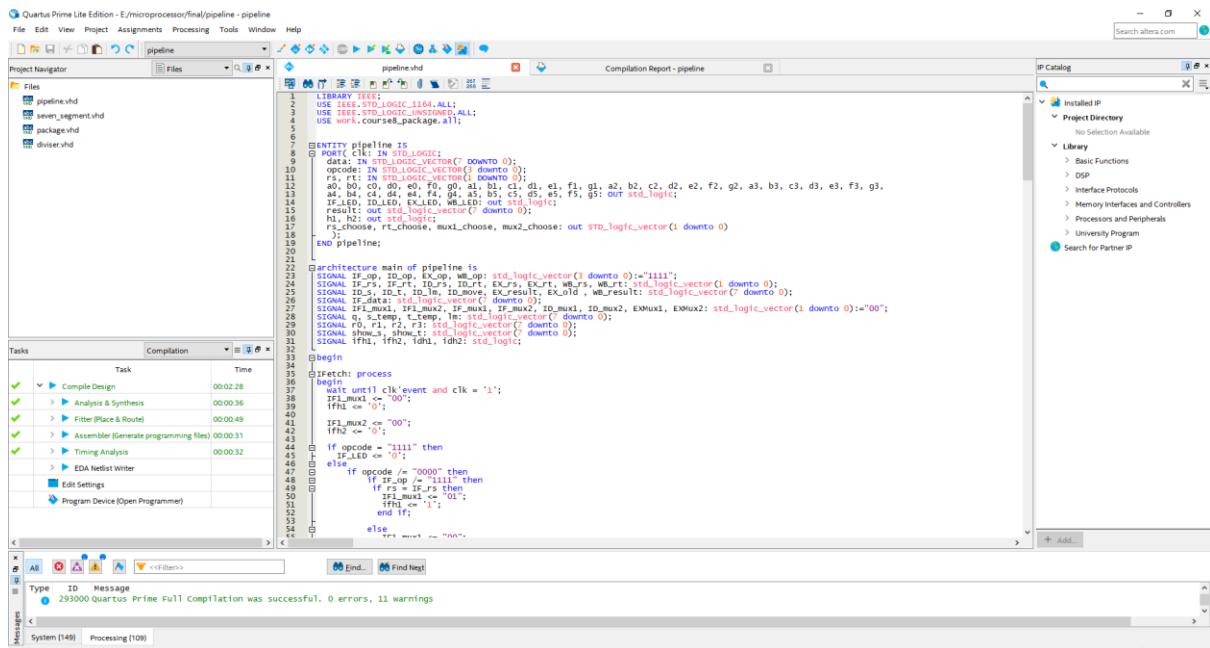 Quartus Prime Lite Edition - E:/microprocessor/final/pipeline - pipeline
File Edit View Project Assignments Processing Tools Window Help
Search altera.com
pipeline
Project Navigator Files
Files
pipeline.vhd
seven_segment.vhd
package.vhd
diviser.vhd
Tasks Compilation
Task Time
Compile Design 00:02:28
Analysis & Synthesis 00:00:36
Fitter (Place & Route) 00:00:49
Assembler (Generate programming files) 00:00:31
Timing Analysis 00:00:32
EDA Netlist Writer
Edit Settings
Program Device (Open Programmer)
pipeline.vhd Compilation Report - pipeline
267
268
1 LIBRARY IEEE;
2 USE IEEE.STD_LOGIC_1164.ALL;
3 USE IEEE.STD_LOGIC_UNSIGNED.ALL;
4 USE work.course8_package.all;
5
6
7 ENTITY pipeline IS
8 PORT( clk: IN STD_LOGIC;
9 data: IN STD_LOGIC_VECTOR(7 DOWNTO 0);
10 opcode: IN STD_LOGIC_VECTOR(3 downto 0);
11 rs, rt: IN STD_LOGIC_VECTOR(1 DOWNTO 0);
12 a0, b0, c0, d0, e0, f0, g0, a1, b1, c1, d1, e1, f1, g1, a2, b2, c2, d2, e2, f2, g2, a3, b3, c3, d3, e3, f3, g3,
13 a4, b4, c4, d4, e4, f4, g4, a5, b5, c5, d5, e5, f5, g5: OUT std_logic;
14 IF_LED, ID_LED, EX_LED, WB_LED: out std_logic;
15 result: out std_logic_vector(7 downto 0);
16 h1, h2: out std_logic;
17 rs_choose, rt_choose, mux1_choose, mux2_choose: out STD_logic_vector(1 downto 0)
18 );
19 END pipeline;
20
21
22 architecture main of pipeline is
23 SIGNAL IF_op, ID_op, EX_op, WB_op: std_logic_vector(3 downto 0):="1111";
24 SIGNAL IF_rs, IF_rt, ID_rs, ID_rt, EX_rs, EX_rt, WB_rs, WB_rt: std_logic_vector(1 downto 0);
25 SIGNAL ID_s, ID_t, ID_lm, ID_move, EX_result, EX_old , WB_result: std_logic_vector(7 downto 0);
26 SIGNAL IF_data: std_logic_vector(7 downto 0);
27 SIGNAL IF1_mux1, IF1_mux2, IF_mux1, IF_mux2, ID_mux1, ID_mux2, EXMux1, EXMux2: std_logic_vector(1 downto 0):="00";
28 SIGNAL q, s_temp, t_temp, lm: std_logic_vector(7 downto 0);
29 SIGNAL r0, r1, r2, r3: std_logic_vector(7 downto 0);
30 SIGNAL show_s, show_t: std_logic_vector(7 downto 0);
31 SIGNAL ifh1, ifh2, idh1, idh2: std_logic;
32
33 begin
34
35 IFetch: process
36 begin
37 wait until clk'event and clk = '1';
38 IF1_mux1 <= "00";
39 ifh1 <= '0';
40
41 IF1_mux2 <= "00";
42 ifh2 <= '0';
43
44 if opcode = "1111" then
45 IF_LED <= '0';
46 else
47 if opcode /= "0000" then
48 if IF_op /= "1111" then
49 if rs = IF_rs then
50 IF1_mux1 <= "01";
51 ifh1 <= '1';
52 end if;
53
54 else
55 IF1_mux1 <= "00";
IP Catalog
Installed IP
Project Directory
No Selection Available
Library
Basic Functions
DSP
Interface Protocols
Memory Interfaces and Controllers
Processors and Peripherals
University Program
Search for Partner IP
+ Add...
All <<Filter>> Find... Find Next
Type ID Message
293000 Quartus Prime Full Compilation was successful. 0 errors, 11 warnings
Messages
System (149) Processing (109)